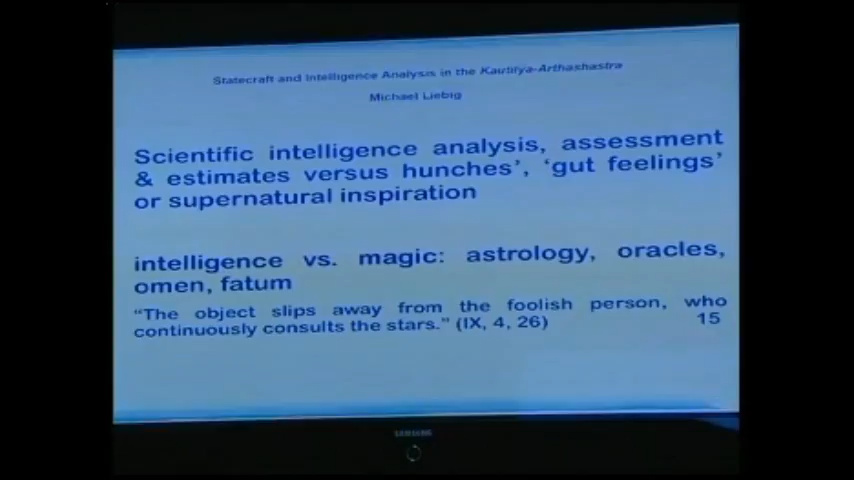 Statecraft and Intelligence Analysis in the Kautilya-Arthashastra
Michael Liebig
Scientific intelligence analysis, assessment
& estimates versus hunches’, ‘gut feelings’
or supernatural inspiration
intelligence vs. magic: astrology, oracles,
omen, fatum
“The object slips away from the foolish person, who
continuously consults the stars.” (IX, 4, 26)
15
SAMSUNG